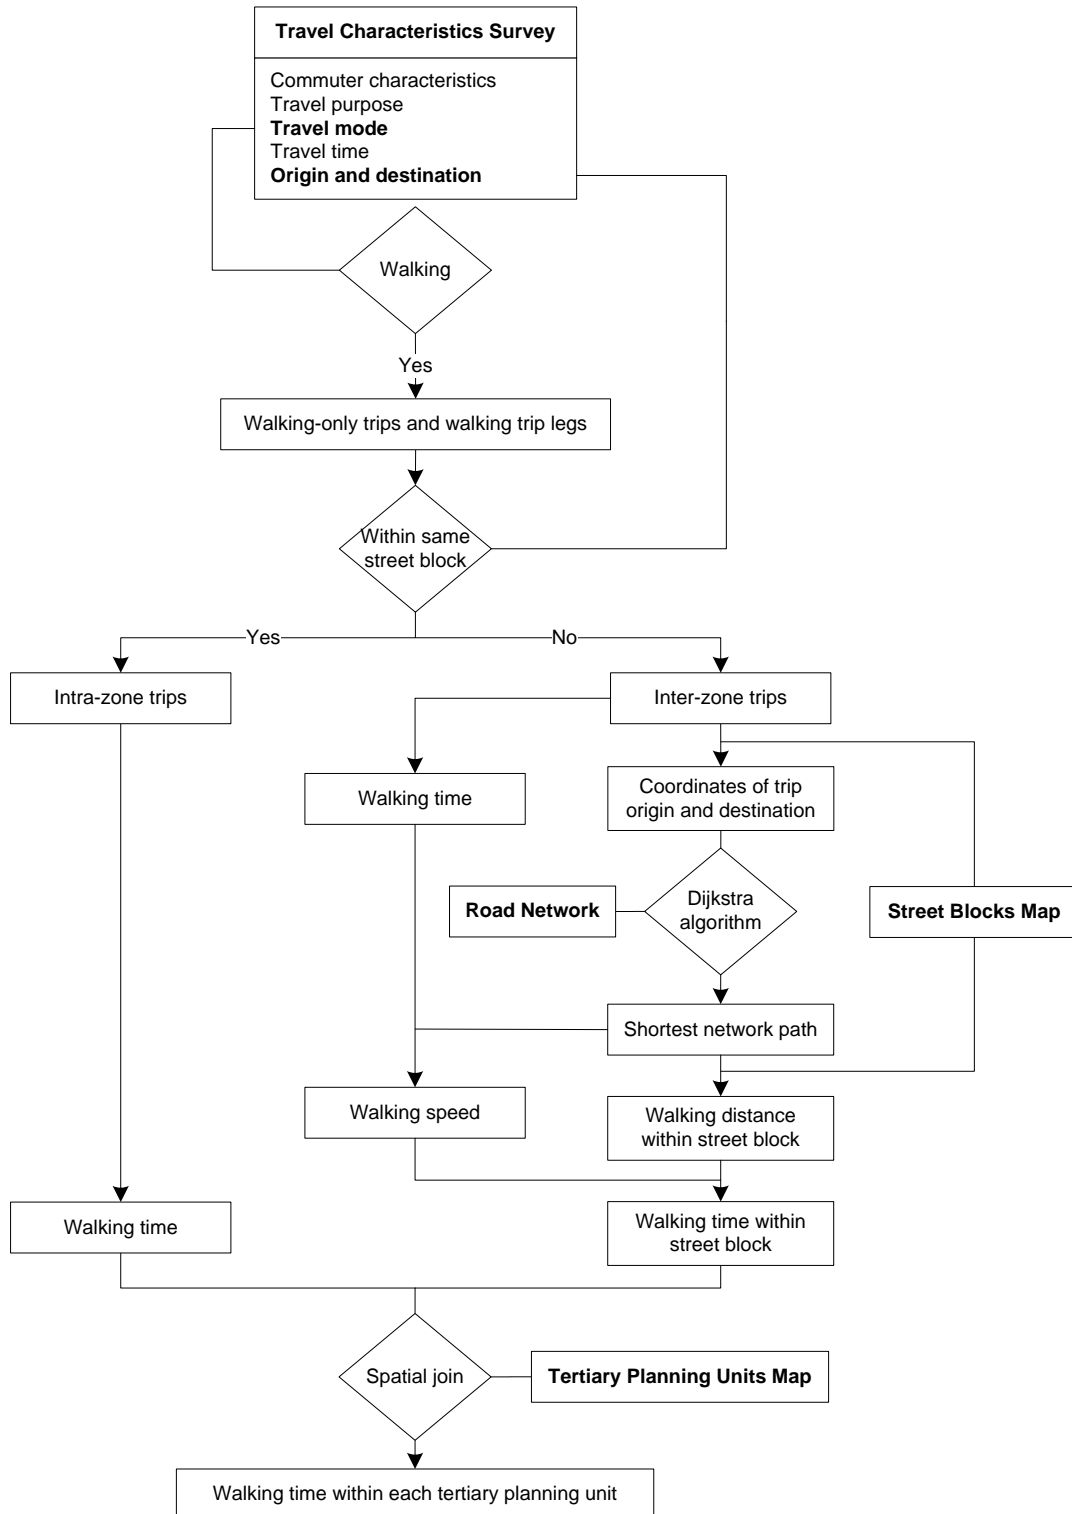 Travel Characteristics Survey
Commuter characteristics
Travel purpose
Travel mode
Travel time
Origin and destination
Walking
Yes
Walking-only trips and walking trip legs
Within same
street block
Yes
No
Intra-zone trips
Inter-zone trips
Walking time
Coordinates of trip
origin and destination
Road Network
Dijkstra
algorithm
Street Blocks Map
Shortest network path
Walking speed
Walking distance
within street block
Walking time
Walking time within
street block
Spatial join
Tertiary Planning Units Map
Walking time within each tertiary planning unit